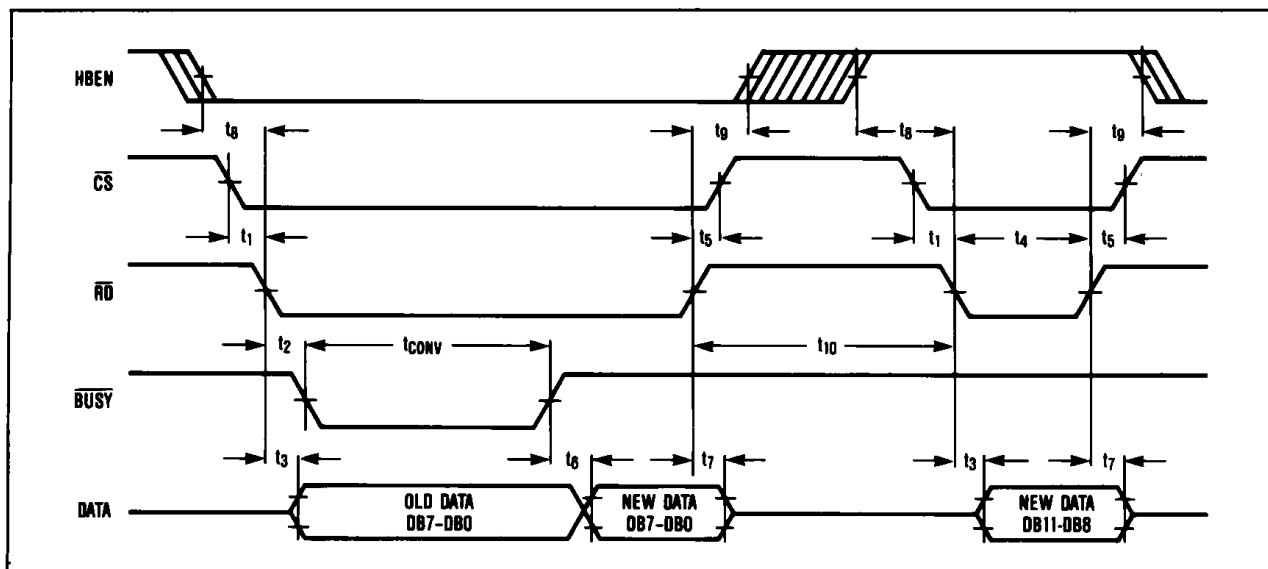 HBEN
t8 t9 t8 t9
CS
t1 t5 t1 t4 t5
RD
t2 tCONV t10
BUSY
t3 t6 t7 t3 t7
DATA
OLD DATA
DB7-DB0
NEW DATA
DB7-DB0
NEW DATA
DB11-DB8